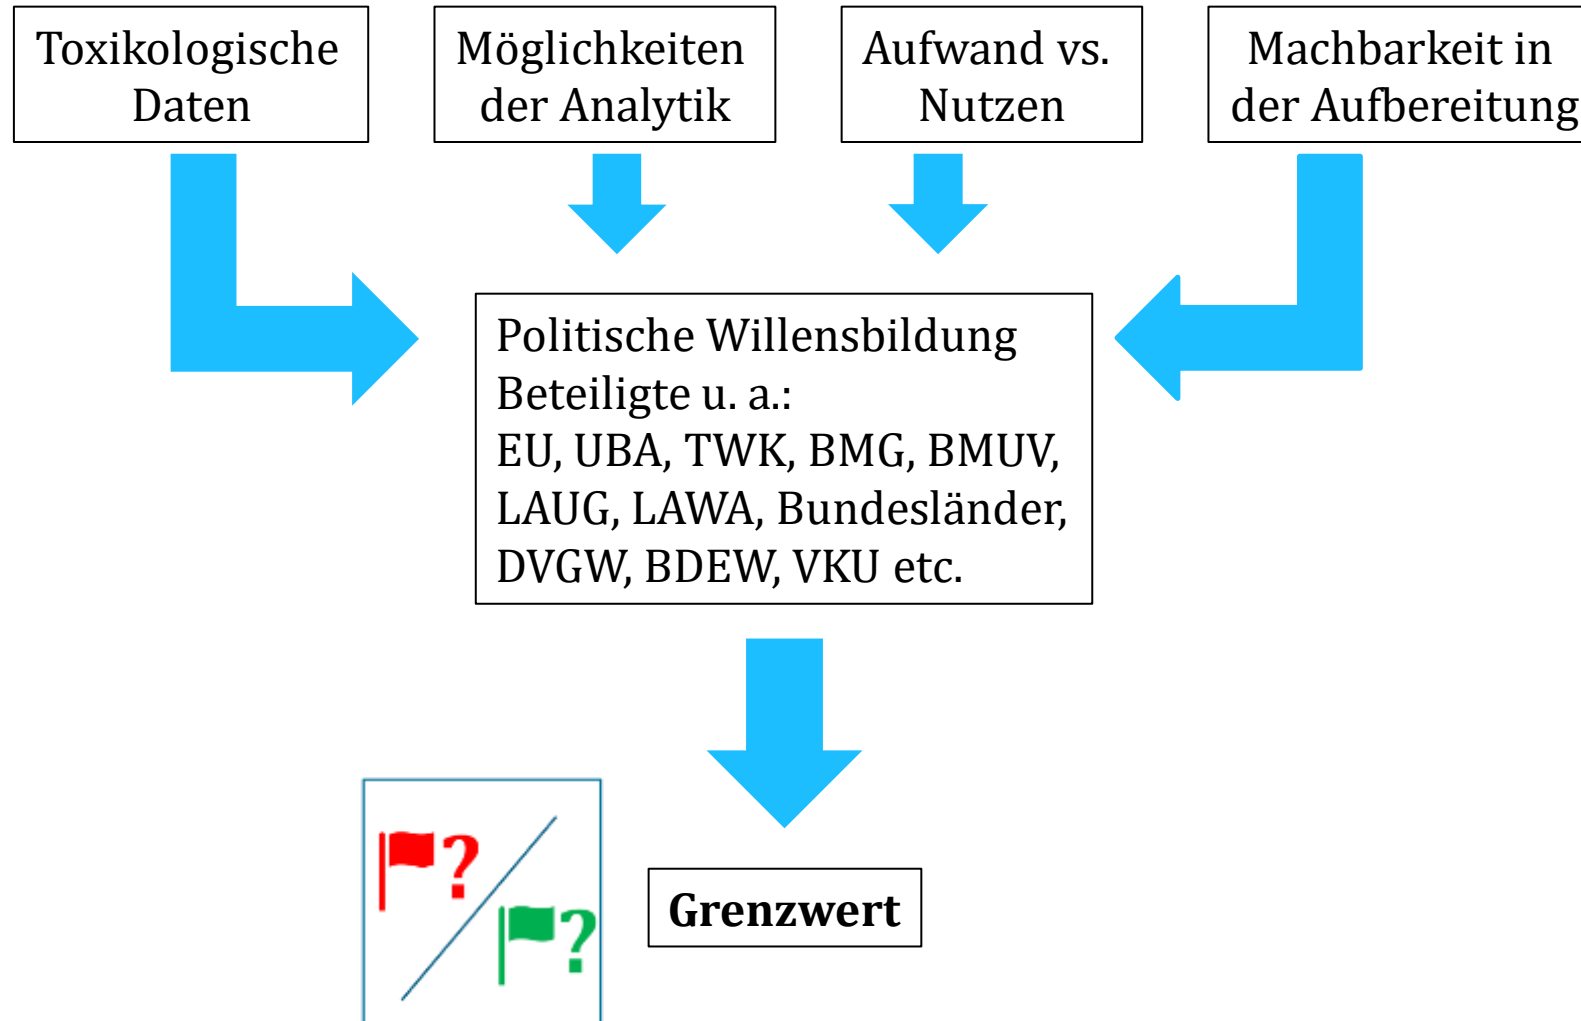 Toxikologische
Daten
Möglichkeiten
der Analytik
Aufwand vs.
Nutzen
Machbarkeit in
der Aufbereitung
Politische Willensbildung
Beteiligte u. a.:
EU, UBA, TWK, BMG, BMUV,
LAUG, LAWA, Bundesländer,
DVGW, BDEW, VKU etc.
?
?
Grenzwert